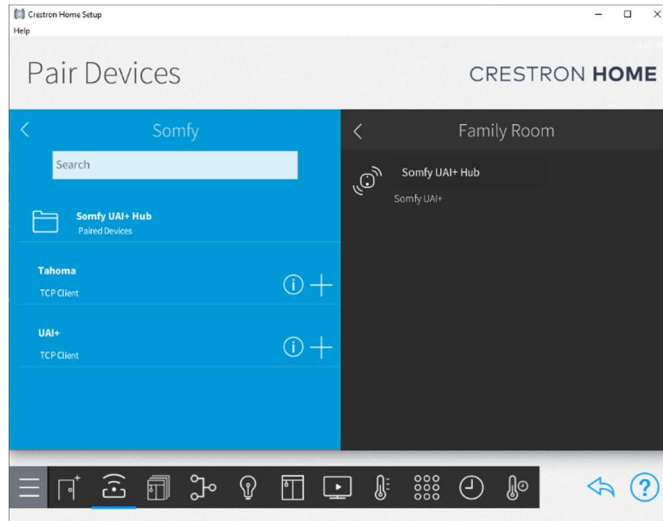 Crestron Home Setup
Help
Pair Devices
CRESTRON HOME
Somfy
Family Room
Search
Somfy UAI+ Hub
Somfy UAI+
Somfy UAI+ Hub
Paired Devices
Tahoma
TCP Client
UAI+
TCP Client